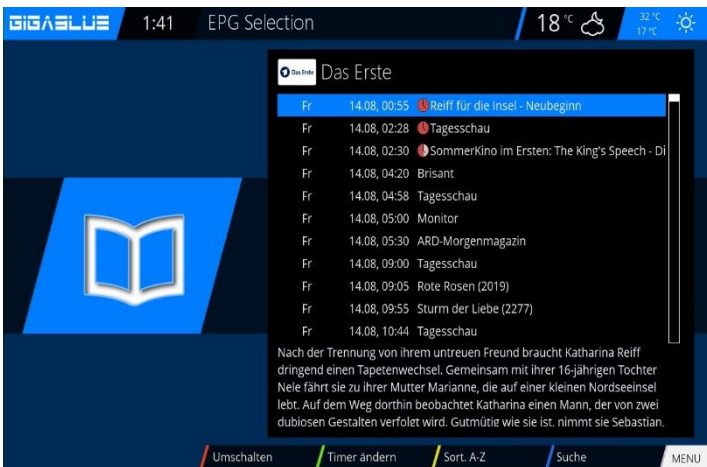 GIGABLUE 1:41 EPG Selection 18 °C 32 °C
17 °C
Das Erste Das Erste
Fr 14.08, 00:55 Reiff für die Insel - Neubeginn
Fr 14.08, 02:28 Tagesschau
Fr 14.08, 02:30 SommerKino im Ersten: The King's Speech - Di
Fr 14.08, 04:20 Brisant
Fr 14.08, 04:58 Tagesschau
Fr 14.08, 05:00 Monitor
Fr 14.08, 05:30 ARD-Morgenmagazin
Fr 14.08, 09:00 Tagesschau
Fr 14.08, 09:05 Rote Rosen (2019)
Fr 14.08, 09:55 Sturm der Liebe (2277)
Fr 14.08, 10:44 Tagesschau
Nach der Trennung von ihrem untreuen Freund braucht Katharina Reiff
dringend einen Tapetenwechsel. Gemeinsam mit ihrer 16-jährigen Tochter
Nele fährt sie zu ihrer Mutter Marianne, die auf einer kleinen Nordseeinsel
lebt. Auf dem Weg dorthin beobachtet Katharina einen Mann, der von zwei
dubiosen Gestalten verfolgt wird. Gutmütig wie sie ist, nimmt sie Sebastian,
Umschalten Timer ändern Sort. A-Z Suche MENU